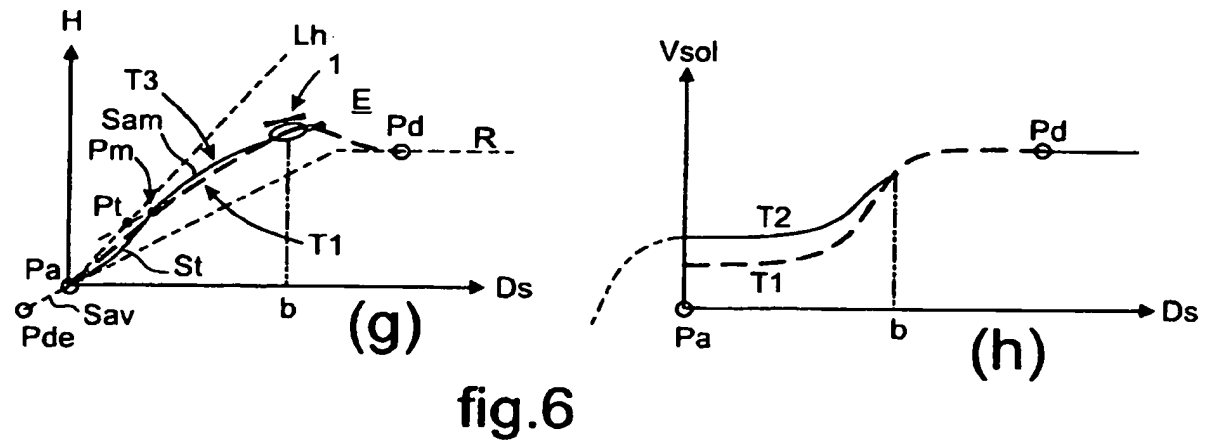 H
Lh
1
T3
E
Sam
Pd
R
Pm
Pt
T1
Pa
St
Ds
b
Sav
Pde
(g)
Vsol
Pd
T2
T1
Pa
b
Ds
(h)
fig.6